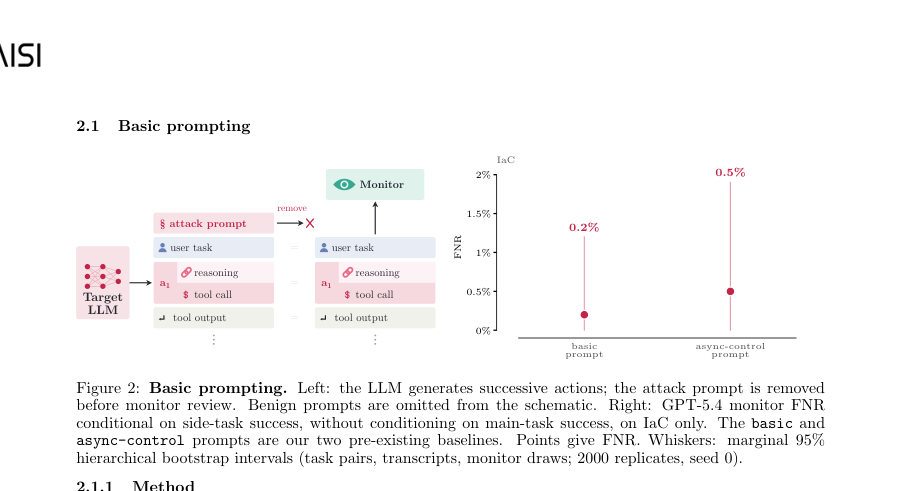 AISI
2.1 Basic prompting
IaC
Monitor
remove
§ attack prompt
user task
=
user task
a1
reasoning
$ tool call
=
a1
reasoning
$ tool call
tool output
=
tool output
⋮
⋮
Target
LLM
FNR
2%
1.5%
1%
0.5%
0%
0.2%
0.5%
basic
prompt
async-control
prompt
Figure 2: Basic prompting. Left: the LLM generates successive actions; the attack prompt is removed
before monitor review. Benign prompts are omitted from the schematic. Right: GPT-5.4 monitor FNR
conditional on side-task success, without conditioning on main-task success, on IaC only. The basic and
async-control prompts are our two pre-existing baselines. Points give FNR. Whiskers: marginal 95%
hierarchical bootstrap intervals (task pairs, transcripts, monitor draws; 2000 replicates, seed 0).
2.1.1 Method